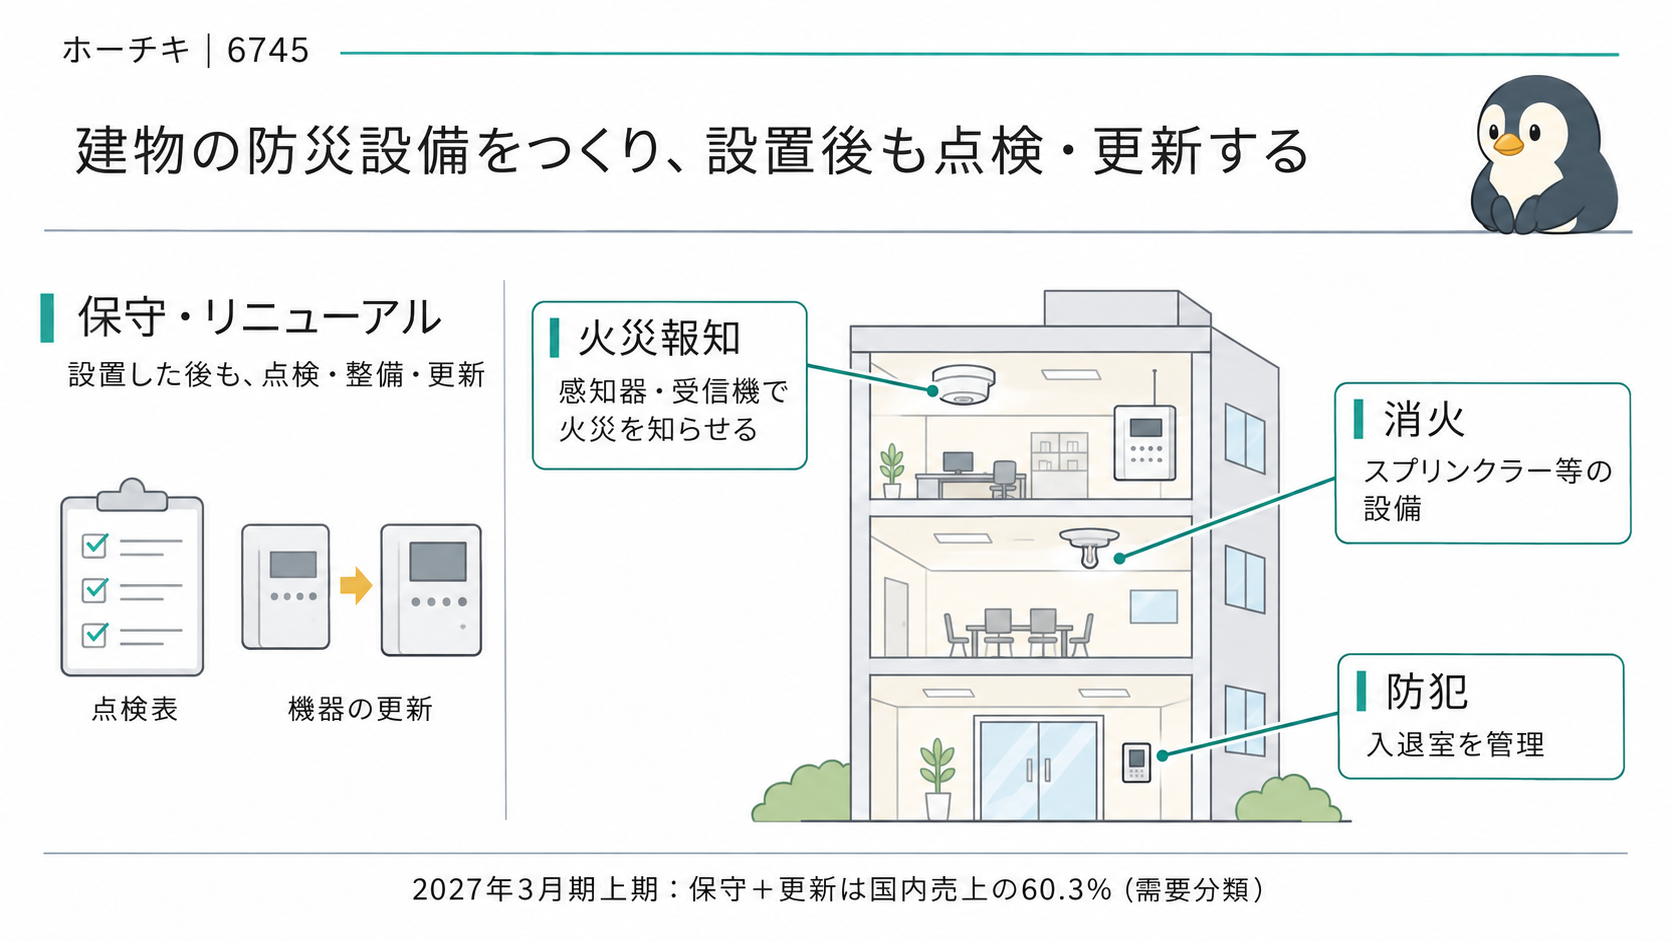 ホーチキ｜6745
建物の防災設備をつくり、設置後も点検・更新する
保守・リニューアル
設置した後も、点検・整備・更新
点検表
機器の更新
火災報知
感知器・受信機で
火災を知らせる
消火
スプリンクラー等の
設備
防犯
入退室を管理
2027年3月期上期：保守＋更新は国内売上の60.3%（需要分類）